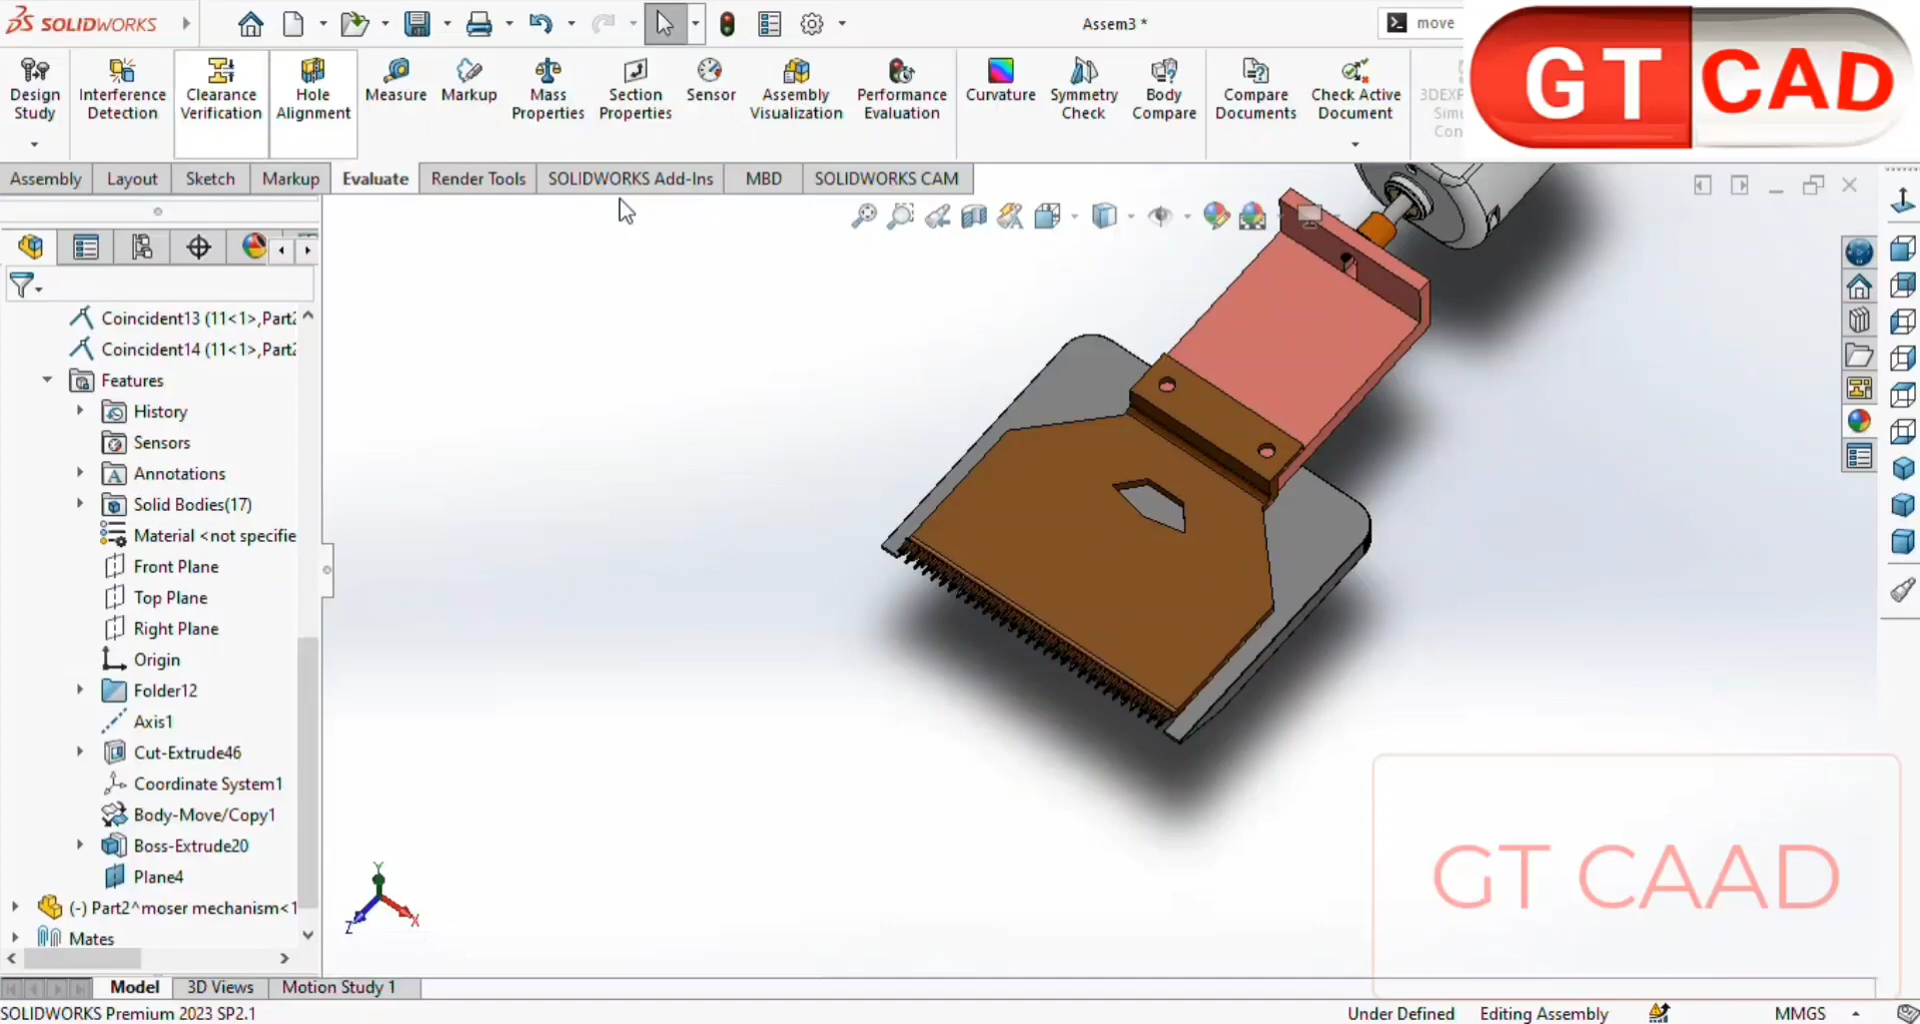 SOLIDWORKS
Assem3 *
move
GT CAD
Design Study
Interference Detection
Clearance Verification
Hole Alignment
Measure
Markup
Mass Properties
Section Properties
Sensor
Assembly Visualization
Performance Evaluation
Curvature
Symmetry Check
Body Compare
Compare Documents
Check Active Document
Assembly
Layout
Sketch
Markup
Evaluate
Render Tools
SOLIDWORKS Add-Ins
MBD
SOLIDWORKS CAM
Coincident13 (11<1>,Part2
Coincident14 (11<1>,Part2
Features
History
Sensors
Annotations
Solid Bodies(17)
Material <not specifie
Front Plane
Top Plane
Right Plane
Origin
Folder12
Axis1
Cut-Extrude46
Coordinate System1
Body-Move/Copy1
Boss-Extrude20
Plane4
(-) Part2^moser mechanism<1
Mates
Y
Z
X
GT CAAD
Model
3D Views
Motion Study 1
SOLIDWORKS Premium 2023 SP2.1
Under Defined
Editing Assembly
MMGS